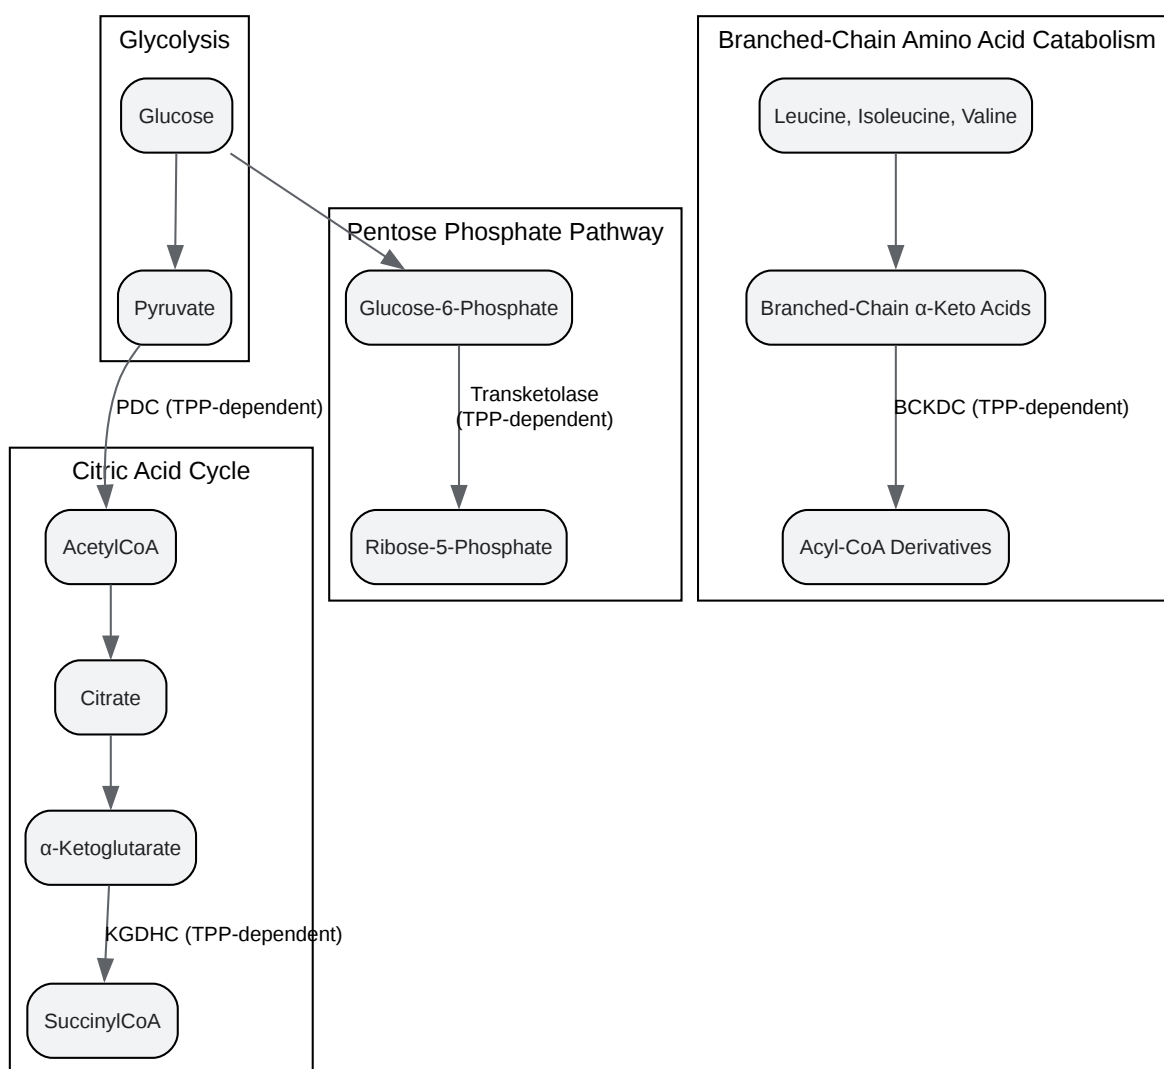 Glycolysis
Glucose
Pyruvate
PDC (TPP-dependent)
Citric Acid Cycle
AcetylCoA
Citrate
α-Ketoglutarate
KGDHC (TPP-dependent)
SuccinylCoA
Pentose Phosphate Pathway
Glucose-6-Phosphate
Transketolase
(TPP-dependent)
Ribose-5-Phosphate
Branched-Chain Amino Acid Catabolism
Leucine, Isoleucine, Valine
Branched-Chain α-Keto Acids
BCKDC (TPP-dependent)
Acyl-CoA Derivatives